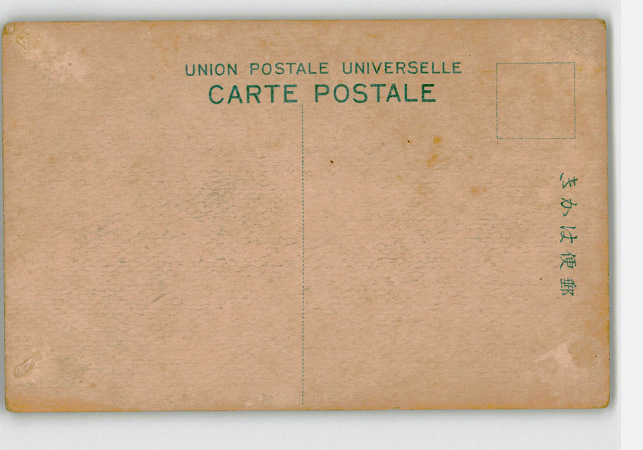 UNION POSTALE UNIVERSELLE
CARTE POSTALE
郵便はかき